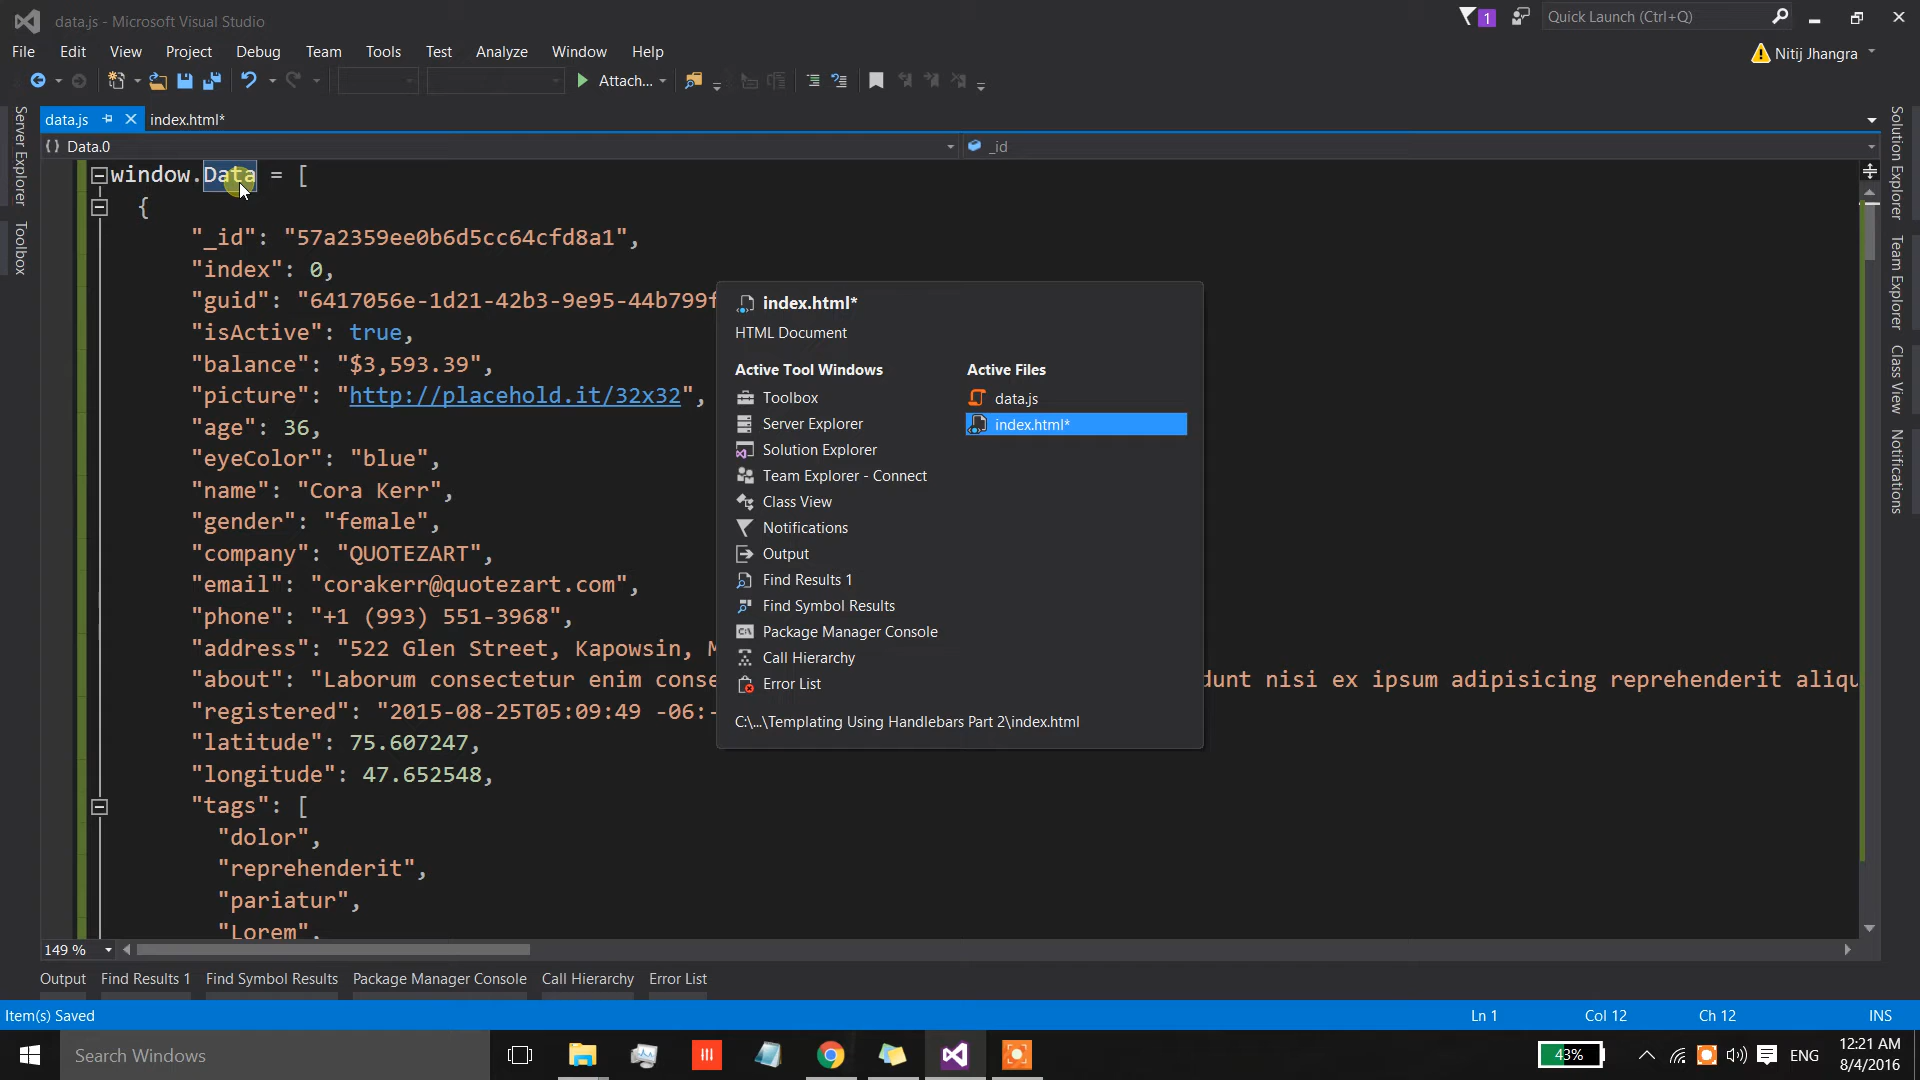 data.js - Microsoft Visual Studio
1
Quick Launch (Ctrl+Q)
File Edit View Project Debug Team Tools Test Analyze Window Help
Nitij Jhangra
Attach...
data.js index.html*
Data.0
_id
Server Explorer
Toolbox
Solution Explorer
Team Explorer
Class View
Notifications
window.Data = [
{
"_id": "57a2359ee0b6d5cc64cfd8a1",
"index": 0,
"guid": "6417056e-1d21-42b3-9e95-44b799f
"isActive": true,
"balance": "$3,593.39",
"picture": "http://placehold.it/32x32",
"age": 36,
"eyeColor": "blue",
"name": "Cora Kerr",
"gender": "female",
"company": "QUOTEZART",
"email": "corakerr@quotezart.com",
"phone": "+1 (993) 551-3968",
"address": "522 Glen Street, Kapowsin, M
"about": "Laborum consectetur enim conse dunt nisi ex ipsum adipisicing reprehenderit aliqu
"registered": "2015-08-25T05:09:49 -06:
"latitude": 75.607247,
"longitude": 47.652548,
"tags": [
"dolor",
"reprehenderit",
"pariatur",
"Lorem",
index.html*
HTML Document
Active Tool Windows
Toolbox
Server Explorer
Solution Explorer
Team Explorer - Connect
Class View
Notifications
Output
Find Results 1
Find Symbol Results
Package Manager Console
Call Hierarchy
Error List
Active Files
data.js
index.html*
C:\...\Templating Using Handlebars Part 2\index.html
149 %
Output Find Results 1 Find Symbol Results Package Manager Console Call Hierarchy Error List
Item(s) Saved
Ln 1 Col 12 Ch 12 INS
Search Windows
43%
ENG
12:21 AM
8/4/2016